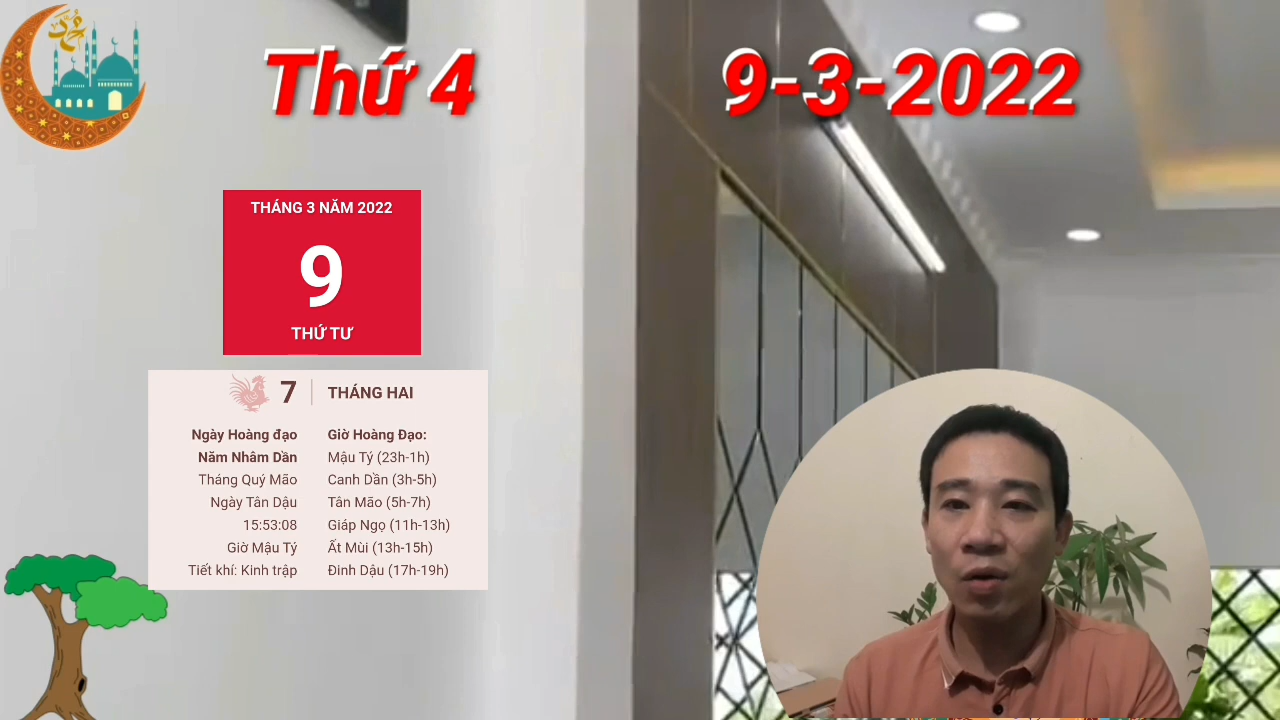 Thứ 4
9-3-2022
THÁNG 3 NĂM 2022
9
THỨ TƯ
7
THÁNG HAI
Ngày Hoàng đạo
Năm Nhâm Dần
Tháng Quý Mão
Ngày Tân Dậu
15:53:08
Giờ Mậu Tý
Tiết khí: Kinh trập
Giờ Hoàng Đạo:
Mậu Tý (23h-1h)
Canh Dần (3h-5h)
Tân Mão (5h-7h)
Giáp Ngọ (11h-13h)
Ất Mùi (13h-15h)
Đinh Dậu (17h-19h)